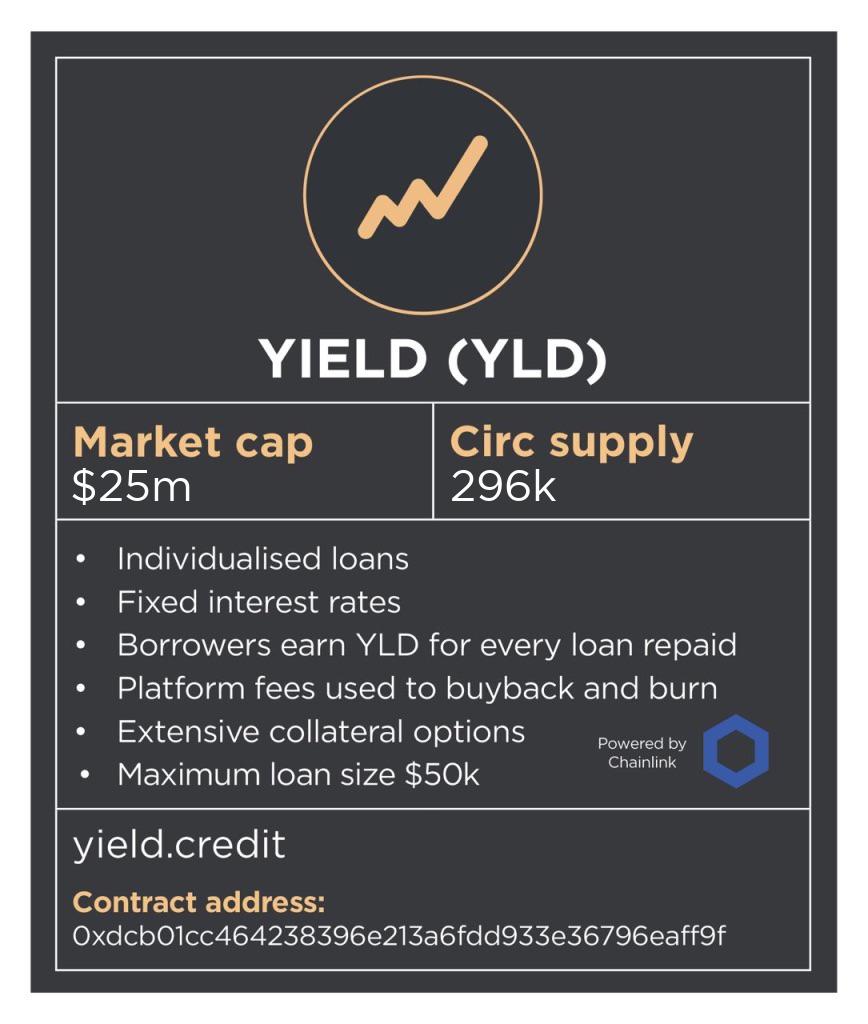 YIELD (YLD)
Market cap
$25m
Circ supply
296k
• Individualised loans
• Fixed interest rates
• Borrowers earn YLD for every loan repaid
• Platform fees used to buyback and burn
• Extensive collateral options
• Maximum loan size $50k
Powered by
Chainlink
yield.credit
Contract address:
0xdcb01cc464238396e213a6fdd933e36796eaff9f